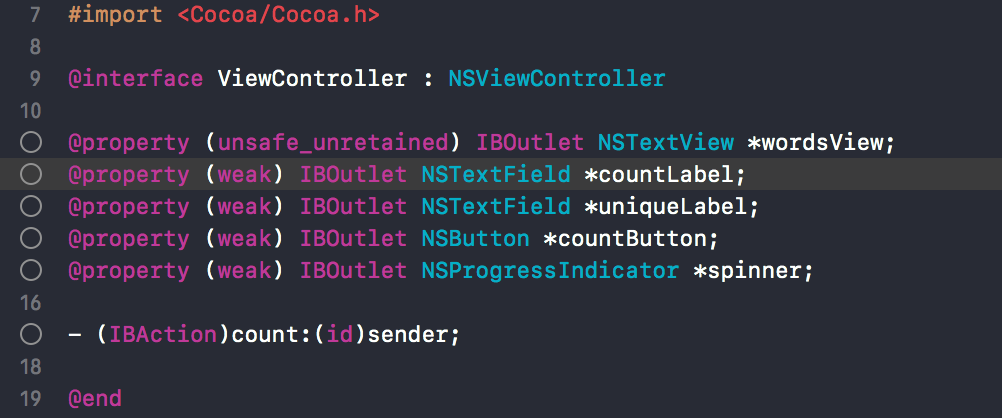 7 #import <Cocoa/Cocoa.h>
8
9 @interface ViewController : NSViewController
10
@property (unsafe_unretained) IBOutlet NSTextView *wordsView;
@property (weak) IBOutlet NSTextField *countLabel;
@property (weak) IBOutlet NSTextField *uniqueLabel;
@property (weak) IBOutlet NSButton *countButton;
@property (weak) IBOutlet NSProgressIndicator *spinner;
16
- (IBAction)count:(id)sender;
18
19 @end